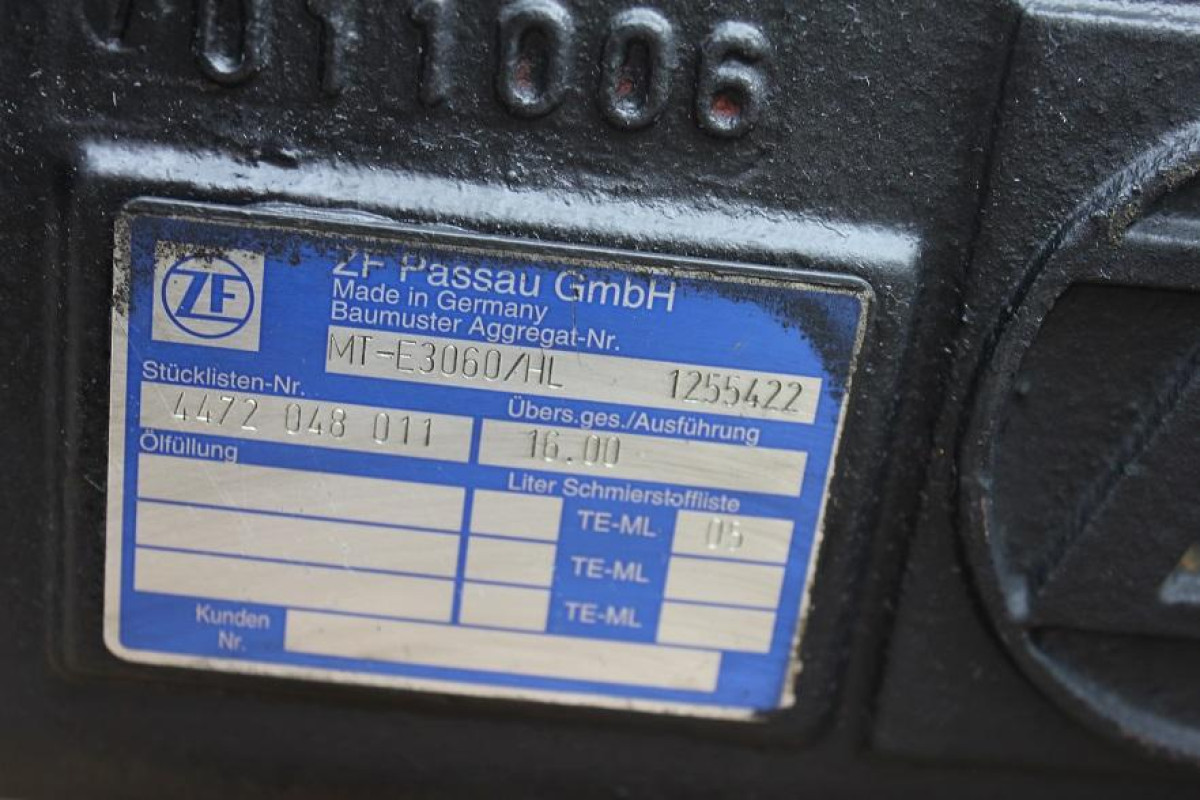 011006
ZF
ZF Passau GmbH
Made in Germany
Baumuster Aggregat-Nr.
MT-E3060/HL 1255422
Stücklisten-Nr.
4472 048 011
Übers.ges./Ausführung
16.00
Ölfüllung
Liter Schmierstoffliste
TE-ML 05
TE-ML
TE-ML
Kunden
Nr.